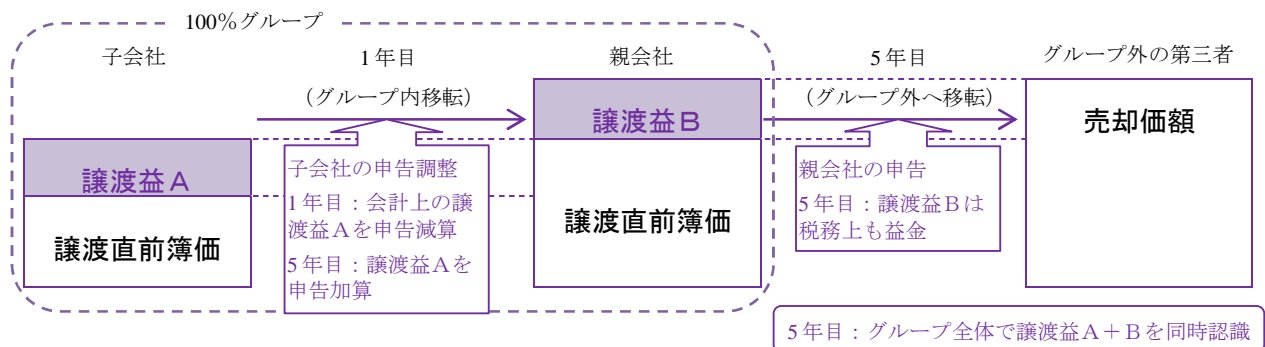 100％グループ
子会社
1年目
親会社
5年目
グループ外の第三者
（グループ内移転）
（グループ外へ移転）
譲渡益A
譲渡直前簿価
子会社の申告調整
1年目：会計上の譲
渡益Aを申告減算
5年目：譲渡益Aを
申告加算
譲渡益B
譲渡直前簿価
親会社の申告
5年目：譲渡益Bは
税務上も益金
売却価額
5年目：グループ全体で譲渡益A＋Bを同時認識